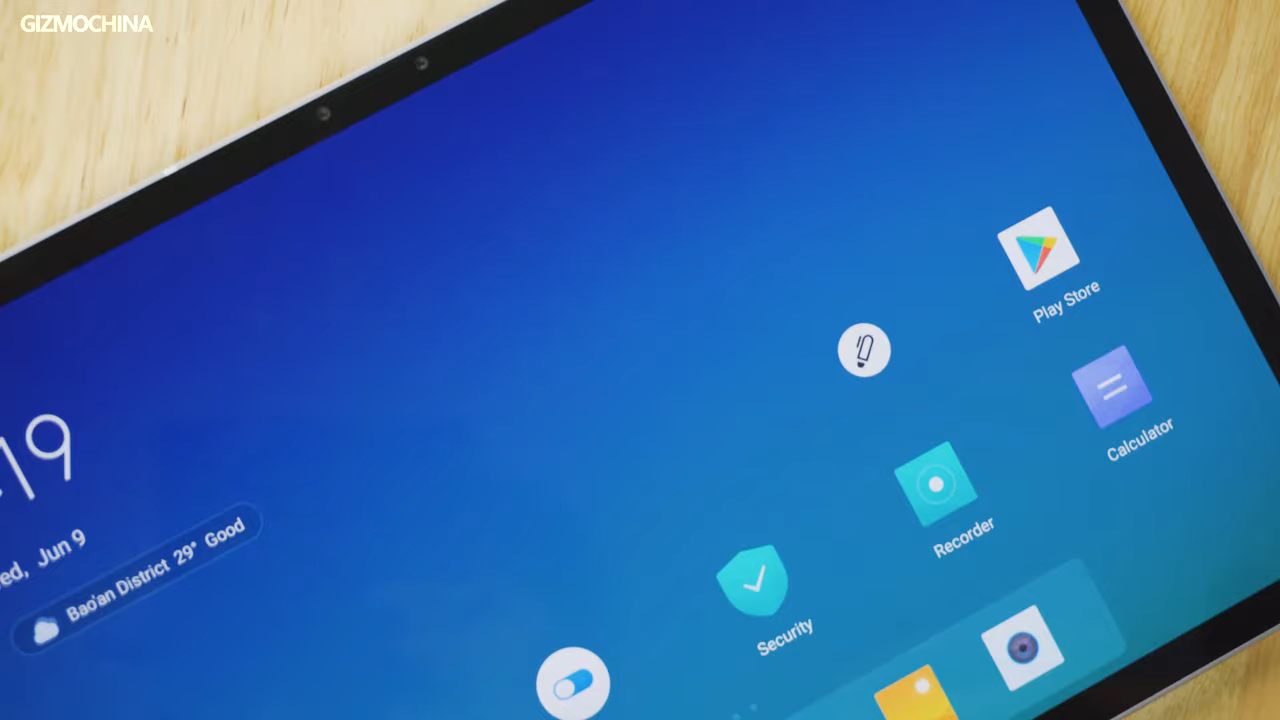 GIZMOCHINA
Play Store
Calculator
19
Jun 9
Bao'an District 29° Good
Recorder
Security